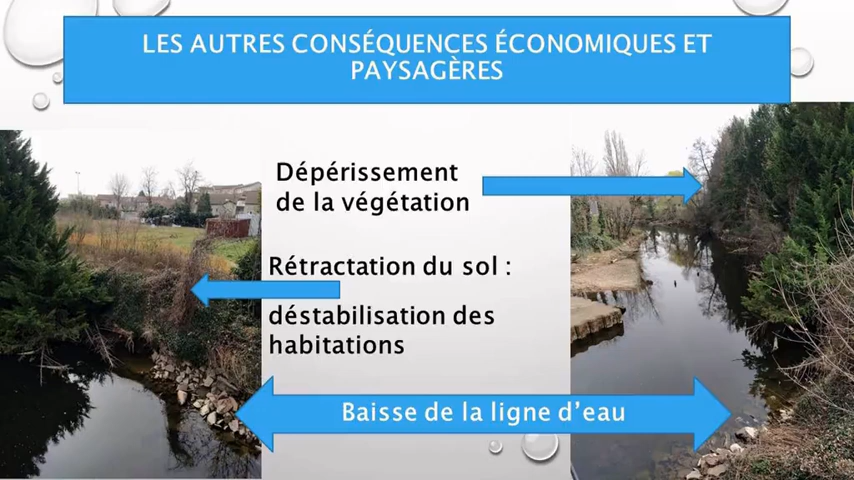 LES AUTRES CONSÉQUENCES ÉCONOMIQUES ET
PAYSAGÈRES
Dépérissement
de la végétation
Rétractation du sol :
déstabilisation des
habitations
Baisse de la ligne d’eau